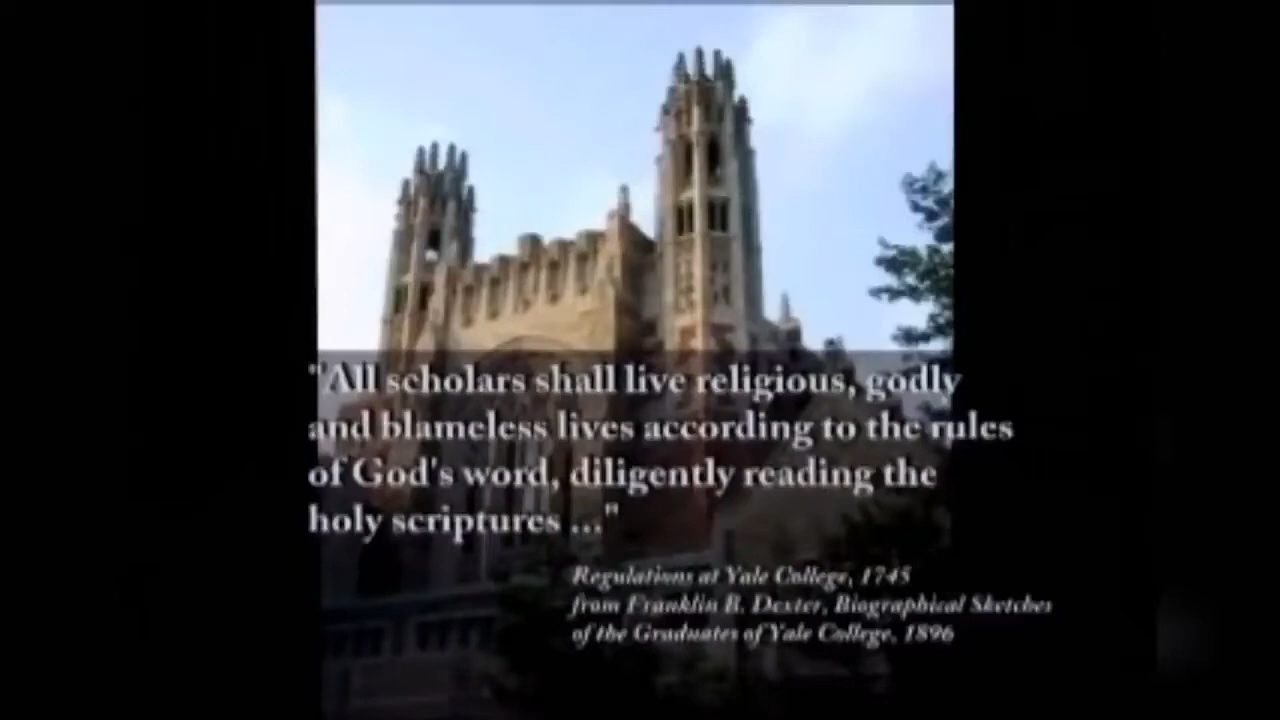 "All scholars shall live religious, godly
and blameless lives according to the rules
of God's word, diligently reading the
holy scriptures ..."
Regulations at Yale College, 1745
from Franklin B. Dexter, Biographical Sketches
of the Graduates of Yale College, 1896